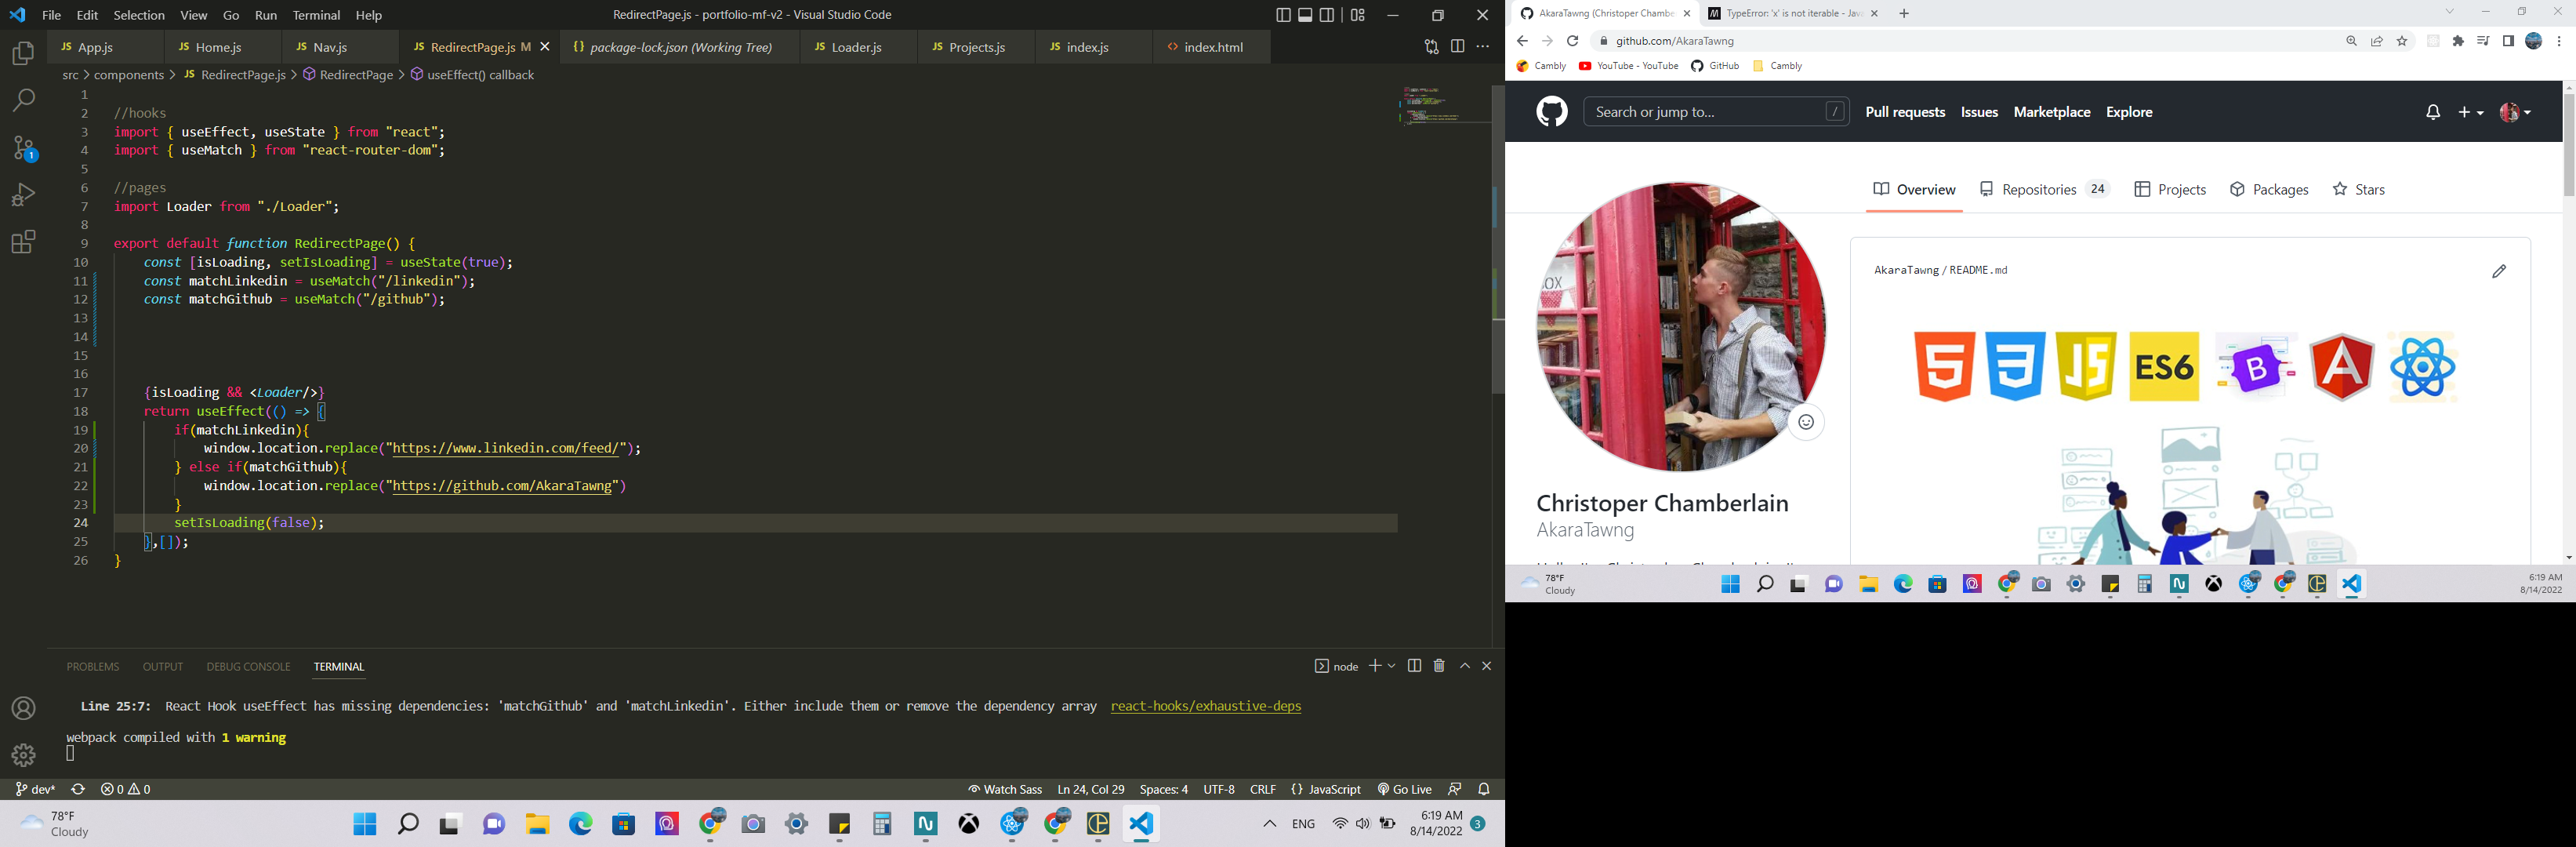 File Edit Selection View Go Run Terminal Help
RedirectPage.js - portfolio-mf-v2 - Visual Studio Code
JS App.js
JS Home.js
JS Nav.js
JS RedirectPage.js M
{} package-lock.json (Working Tree)
JS Loader.js
JS Projects.js
JS index.js
<> index.html
src > components > JS RedirectPage.js > RedirectPage > useEffect() callback
1
2 //hooks
3 import { useEffect, useState } from "react";
4 import { useMatch } from "react-router-dom";
5
6 //pages
7 import Loader from "./Loader";
8
9 export default function RedirectPage() {
10 const [isLoading, setIsLoading] = useState(true);
11 const matchLinkedin = useMatch("/linkedin");
12 const matchGithub = useMatch("/github");
13
14
15
16
17 {isLoading && <Loader/>}
18 return useEffect(() => {
19 if(matchLinkedin){
20 window.location.replace("https://www.linkedin.com/feed/");
21 } else if(matchGithub){
22 window.location.replace("https://github.com/AkaraTawng")
23 }
24 setIsLoading(false);
25 },[]);
26 }
PROBLEMS OUTPUT DEBUG CONSOLE TERMINAL
node
Line 25:7: React Hook useEffect has missing dependencies: 'matchGithub' and 'matchLinkedin'. Either include them or remove the dependency array react-hooks/exhaustive-deps
webpack compiled with 1 warning
1
dev* 0 0
Watch Sass Ln 24, Col 29 Spaces: 4 UTF-8 CRLF {} JavaScript Go Live
78°F
Cloudy
ENG
6:19 AM
8/14/2022
3
AkaraTawng (Christoper Chambe
TypeError: 'x' is not iterable - Java
github.com/AkaraTawng
Cambly YouTube - YouTube GitHub Cambly
Search or jump to... /
Pull requests Issues Marketplace Explore
Overview Repositories 24 Projects Packages Stars
AkaraTawng / README.md
5 3 JS ES6 B A
OX
Christoper Chamberlain
AkaraTawng
78°F
Cloudy
6:19 AM
8/14/2022